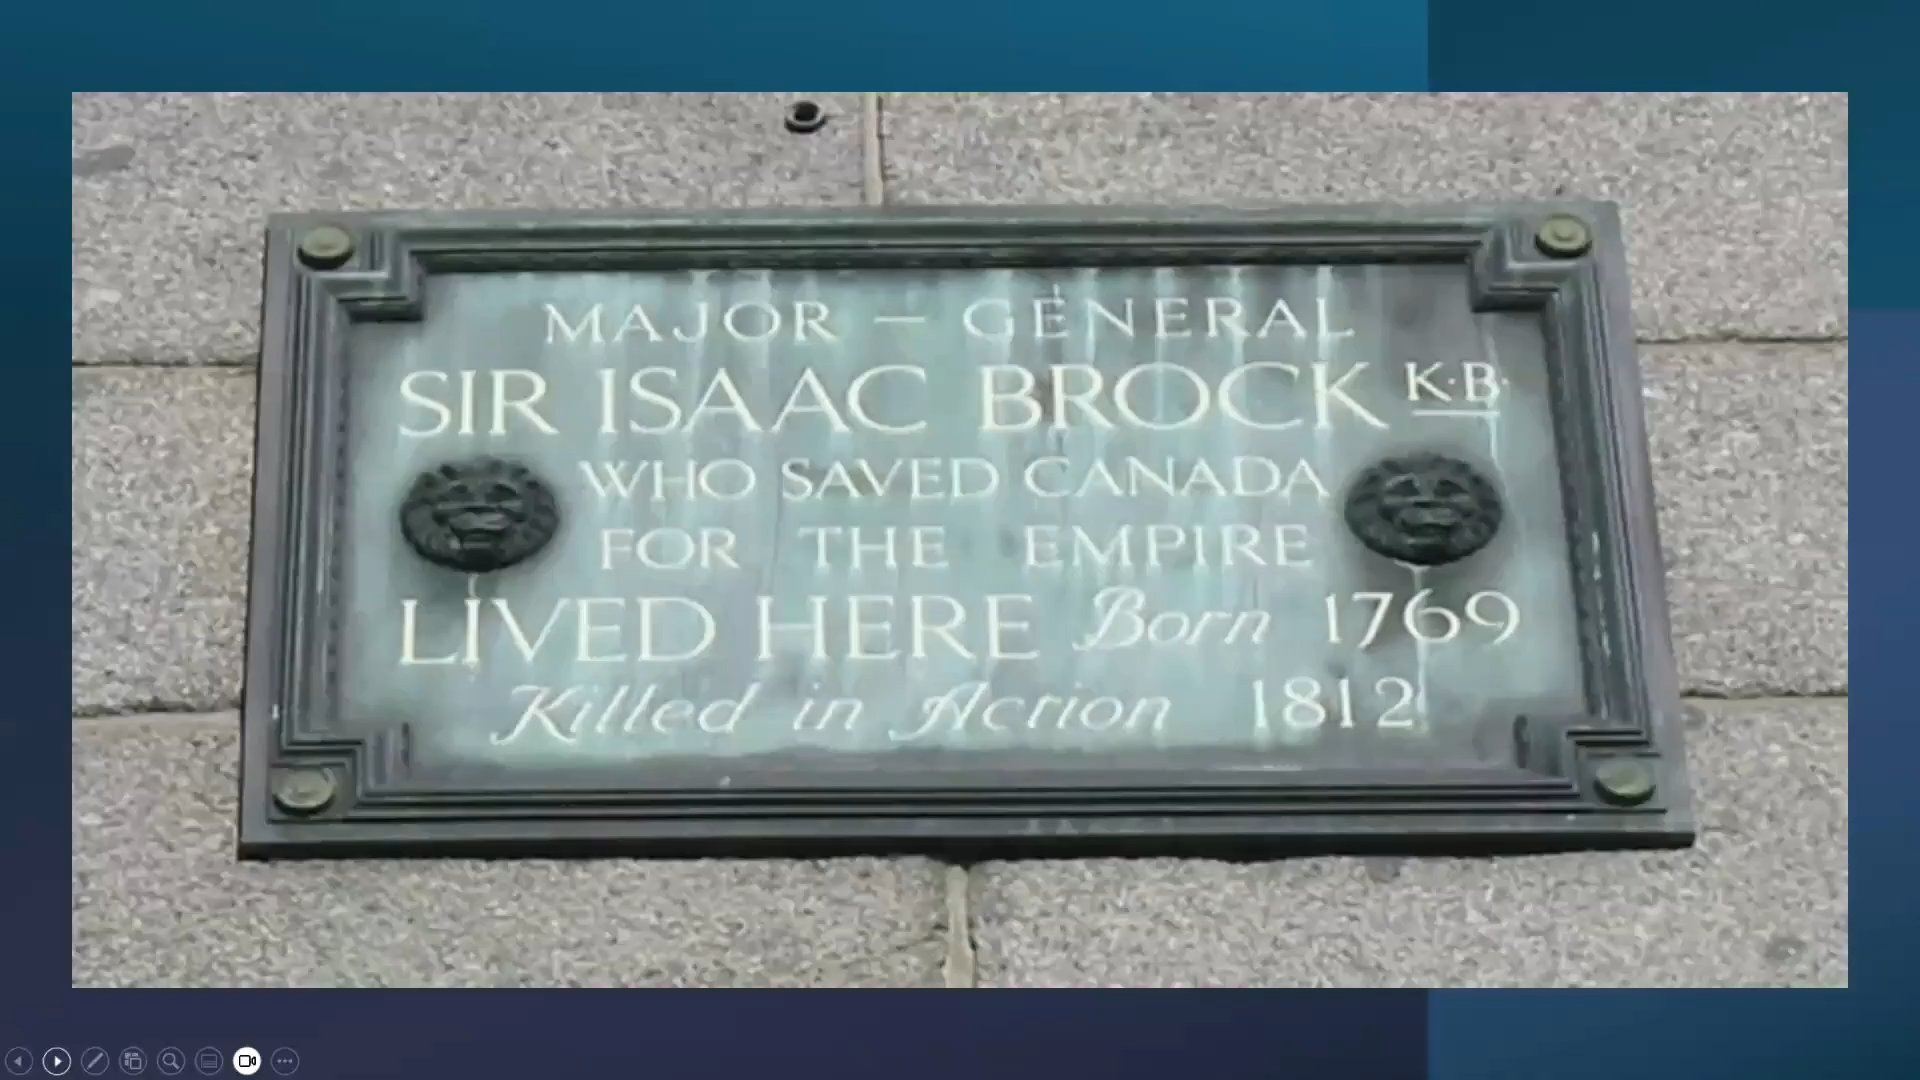 MAJOR – GENERAL
SIR ISAAC BROCK K·B·
WHO SAVED CANADA
FOR THE EMPIRE
LIVED HERE Born 1769
Killed in Action 1812